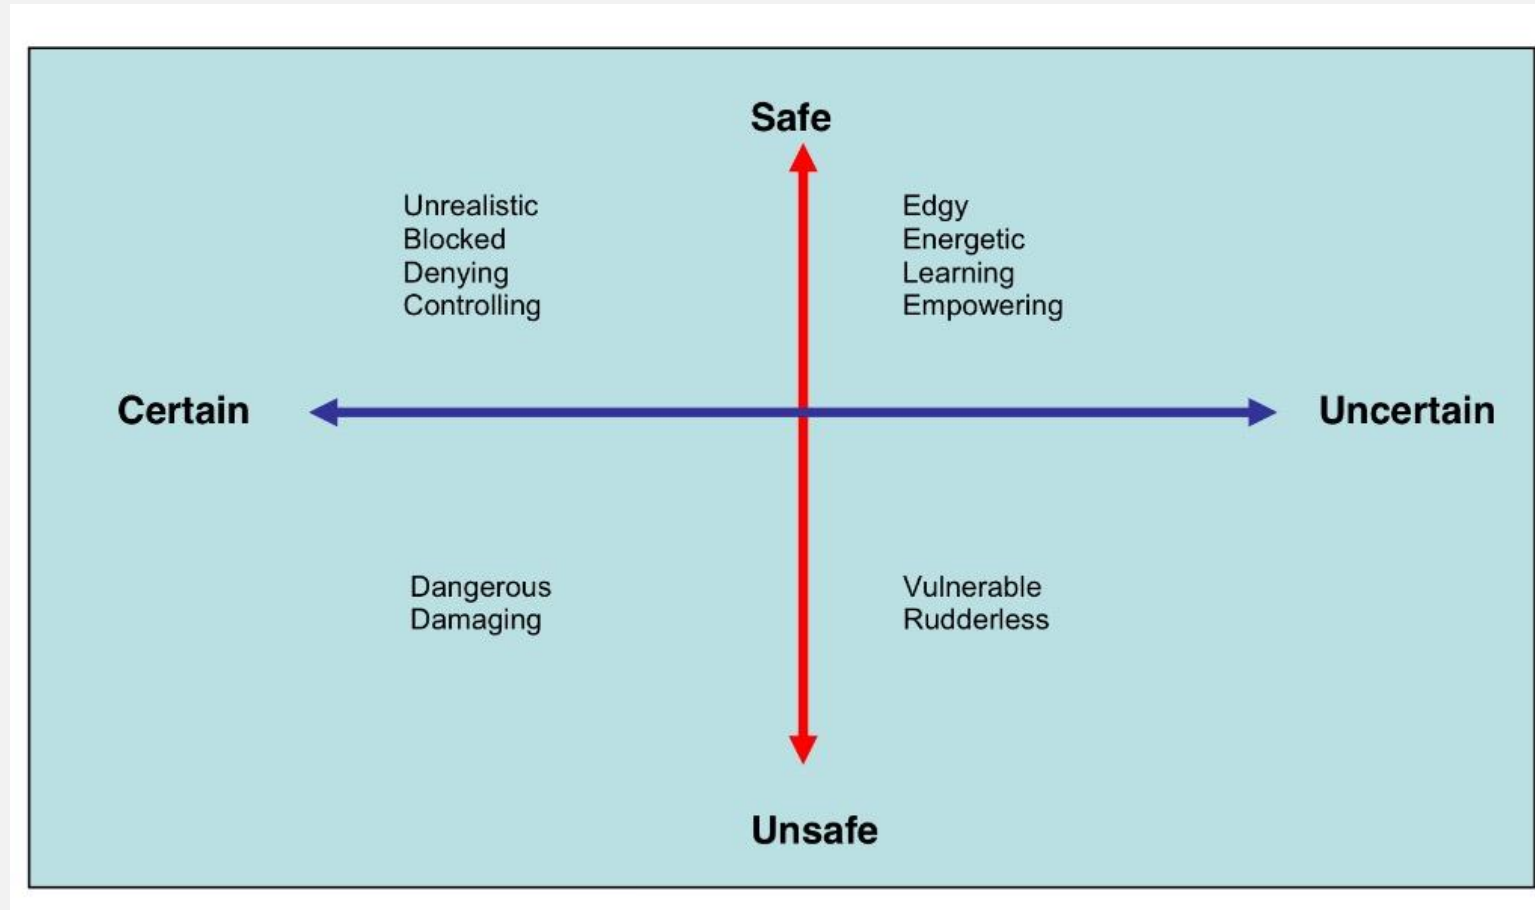 Safe
Unrealistic
Blocked
Denying
Controlling
Edgy
Energetic
Learning
Empowering
Certain
Uncertain
Dangerous
Damaging
Vulnerable
Rudderless
Unsafe